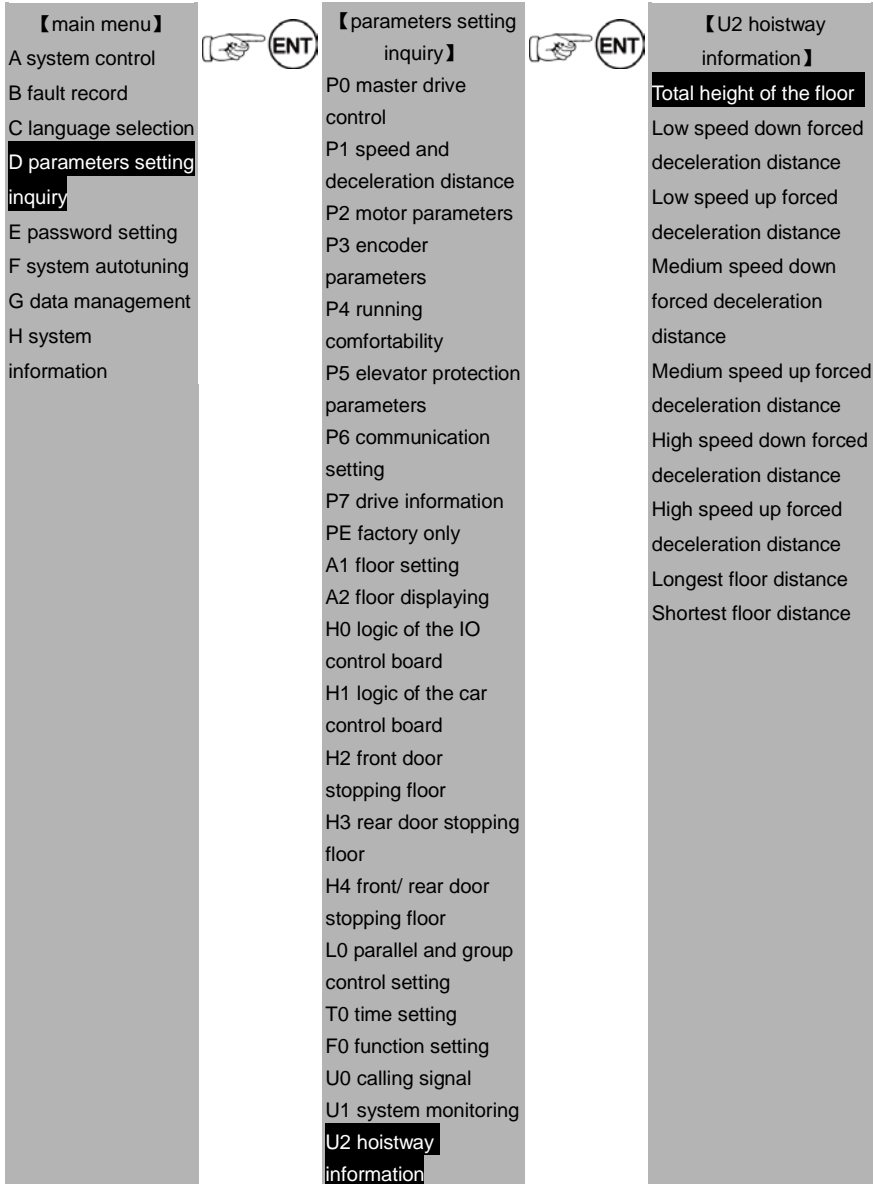 【main menu】
A system control
B fault record
C language selection
D parameters setting
inquiry
E password setting
F system autotuning
G data management
H system
information
ENT
【parameters setting
inquiry】
P0 master drive
control
P1 speed and
deceleration distance
P2 motor parameters
P3 encoder
parameters
P4 running
comfortability
P5 elevator protection
parameters
P6 communication
setting
P7 drive information
PE factory only
A1 floor setting
A2 floor displaying
H0 logic of the IO
control board
H1 logic of the car
control board
H2 front door
stopping floor
H3 rear door stopping
floor
H4 front/ rear door
stopping floor
L0 parallel and group
control setting
T0 time setting
F0 function setting
U0 calling signal
U1 system monitoring
U2 hoistway
information
ENT
【U2 hoistway
information】
Total height of the floor
Low speed down forced
deceleration distance
Low speed up forced
deceleration distance
Medium speed down
forced deceleration
distance
Medium speed up forced
deceleration distance
High speed down forced
deceleration distance
High speed up forced
deceleration distance
Longest floor distance
Shortest floor distance